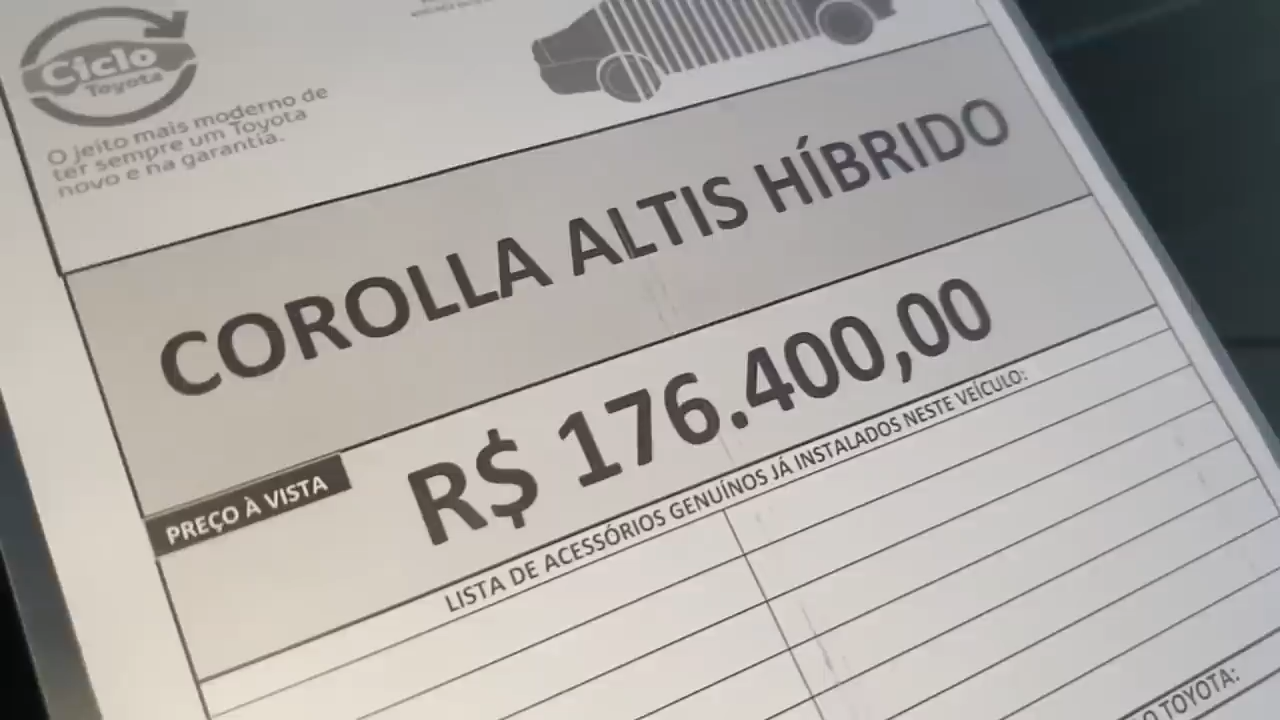 Ciclo
Toyota
O jeito mais moderno de
ter sempre um Toyota
novo e na garantia.
COROLLA ALTIS HÍBRIDO
PREÇO À VISTA
R$ 176.400,00
LISTA DE ACESSÓRIOS GENUÍNOS JÁ INSTALADOS NESTE VEÍCULO:
TOYOTA: